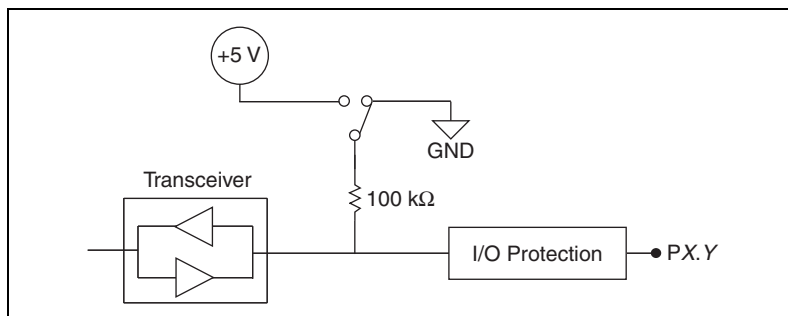 +5 V
GND
Transceiver
100 kΩ
I/O Protection
PX.Y